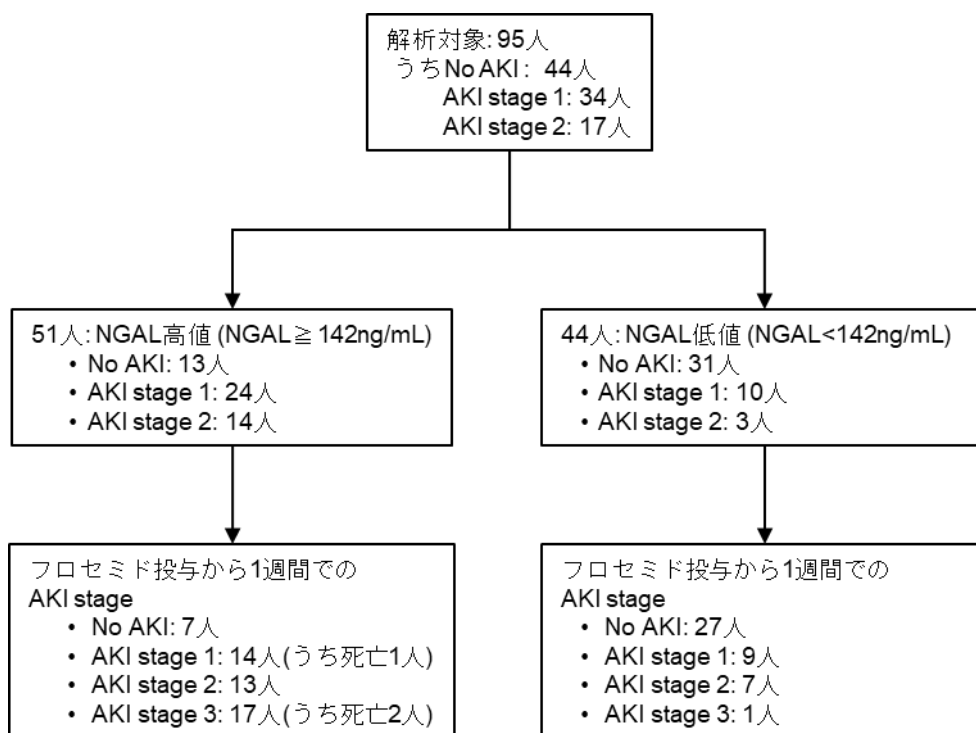 解析対象: 95人
うち No AKI : 44人
AKI stage 1: 34人
AKI stage 2: 17人
51人: NGAL高値 (NGAL≧142ng/mL)
• No AKI: 13人
• AKI stage 1: 24人
• AKI stage 2: 14人
44人: NGAL低値 (NGAL<142ng/mL)
• No AKI: 31人
• AKI stage 1: 10人
• AKI stage 2: 3人
フロセミド投与から1週間での
AKI stage
• No AKI: 7人
• AKI stage 1: 14人(うち死亡1人)
• AKI stage 2: 13人
• AKI stage 3: 17人(うち死亡2人)
フロセミド投与から1週間での
AKI stage
• No AKI: 27人
• AKI stage 1: 9人
• AKI stage 2: 7人
• AKI stage 3: 1人